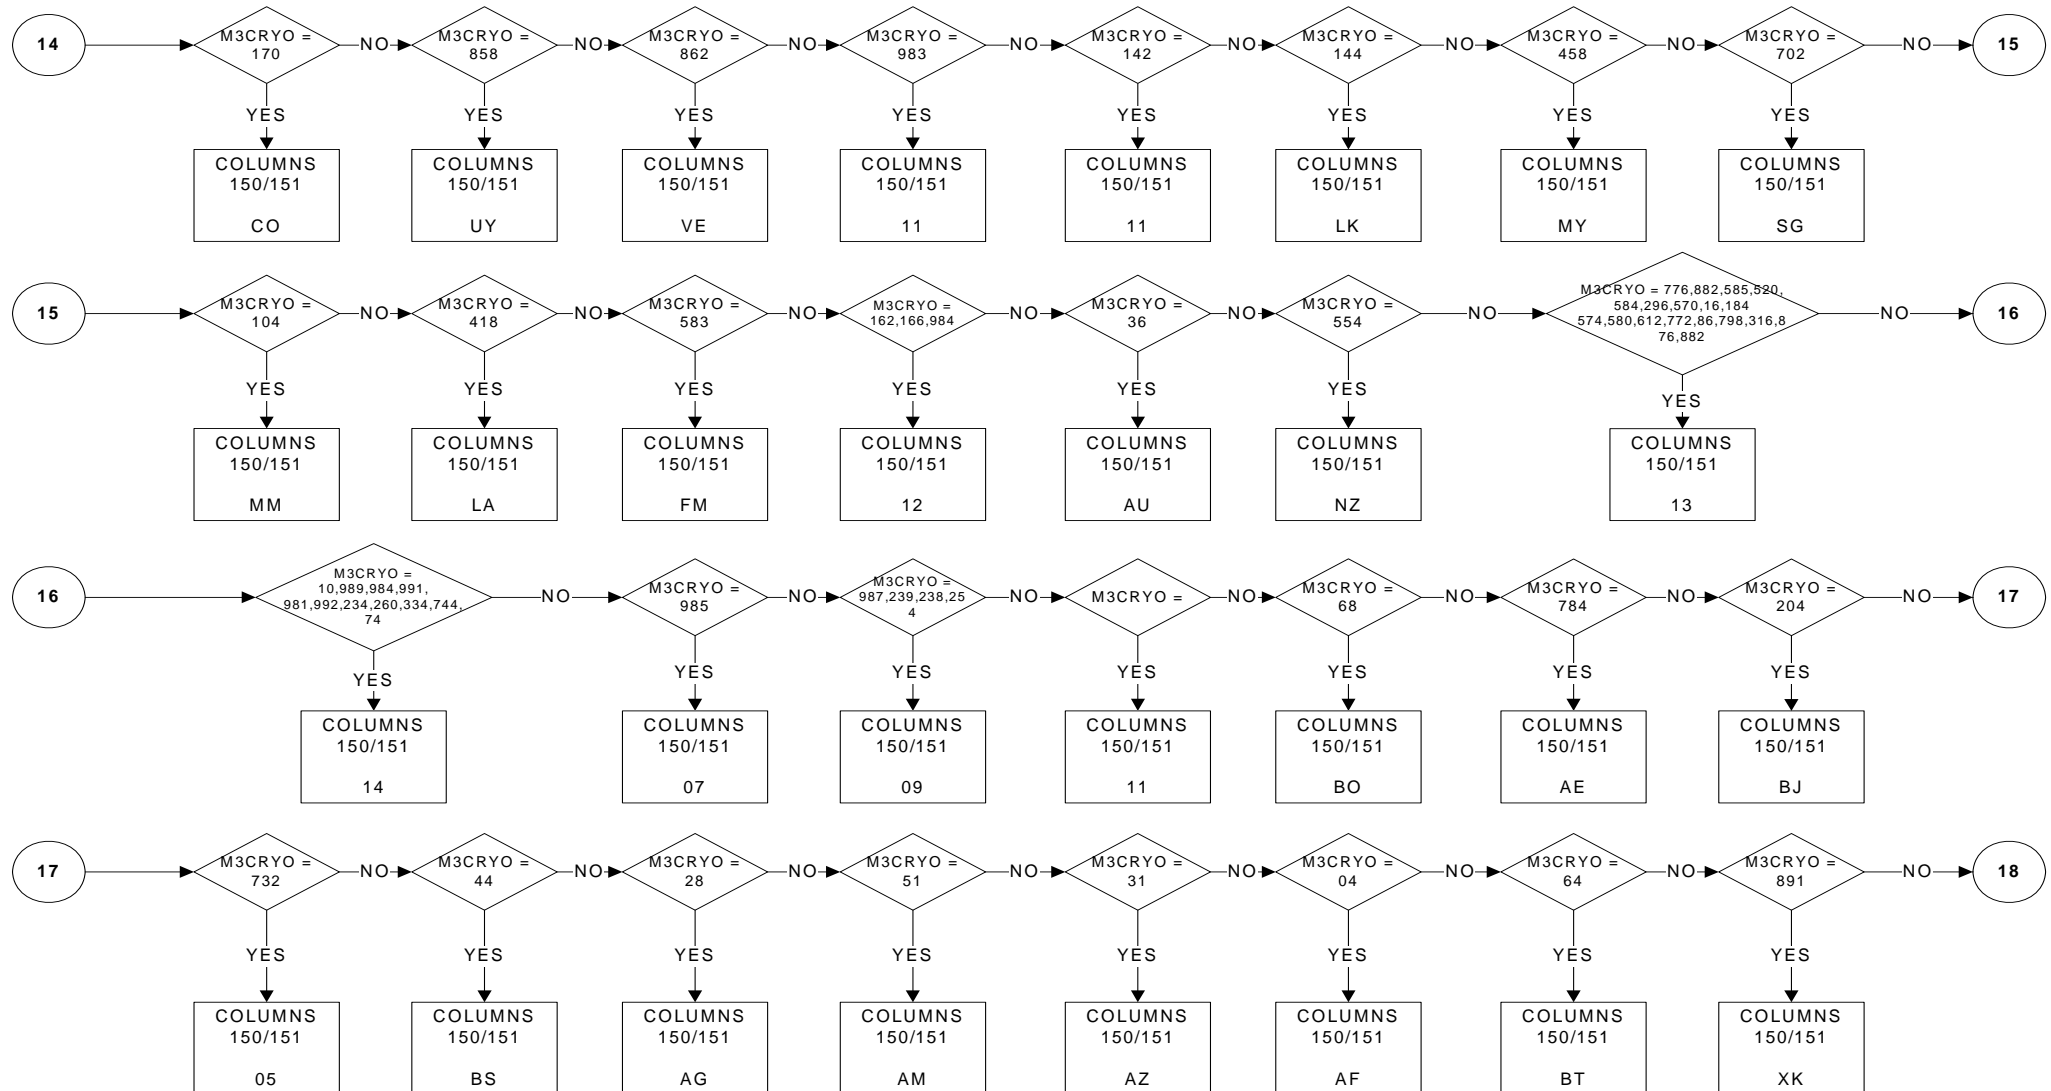 14
M3CRYO =
170
NO
M3CRYO =
858
NO
M3CRYO =
862
NO
M3CRYO =
983
NO
M3CRYO =
142
NO
M3CRYO =
144
NO
M3CRYO =
458
NO
M3CRYO =
702
NO
15
YES
YES
YES
YES
YES
YES
YES
YES
COLUMNS
150/151
CO
COLUMNS
150/151
UY
COLUMNS
150/151
VE
COLUMNS
150/151
11
COLUMNS
150/151
11
COLUMNS
150/151
LK
COLUMNS
150/151
MY
COLUMNS
150/151
SG
15
M3CRYO =
104
NO
M3CRYO =
418
NO
M3CRYO =
583
NO
M3CRYO =
162,166,984
NO
M3CRYO =
36
NO
M3CRYO =
554
NO
M3CRYO = 776,882,585,520,
584,296,570,16,184
574,580,612,772,86,798,316,8
76,882
NO
16
YES
YES
YES
YES
YES
YES
YES
COLUMNS
150/151
MM
COLUMNS
150/151
LA
COLUMNS
150/151
FM
COLUMNS
150/151
12
COLUMNS
150/151
AU
COLUMNS
150/151
NZ
COLUMNS
150/151
13
16
M3CRYO =
10,989,984,991,
981,992,234,260,334,744,
74
NO
M3CRYO =
985
NO
M3CRYO =
987,239,238,25
4
NO
M3CRYO =
NO
M3CRYO =
68
NO
M3CRYO =
784
NO
M3CRYO =
204
NO
17
YES
YES
YES
YES
YES
YES
YES
COLUMNS
150/151
14
COLUMNS
150/151
07
COLUMNS
150/151
09
COLUMNS
150/151
11
COLUMNS
150/151
BO
COLUMNS
150/151
AE
COLUMNS
150/151
BJ
17
M3CRYO =
732
NO
M3CRYO =
44
NO
M3CRYO =
28
NO
M3CRYO =
51
NO
M3CRYO =
31
NO
M3CRYO =
04
NO
M3CRYO =
64
NO
M3CRYO =
891
NO
18
YES
YES
YES
YES
YES
YES
YES
YES
COLUMNS
150/151
05
COLUMNS
150/151
BS
COLUMNS
150/151
AG
COLUMNS
150/151
AM
COLUMNS
150/151
AZ
COLUMNS
150/151
AF
COLUMNS
150/151
BT
COLUMNS
150/151
XK